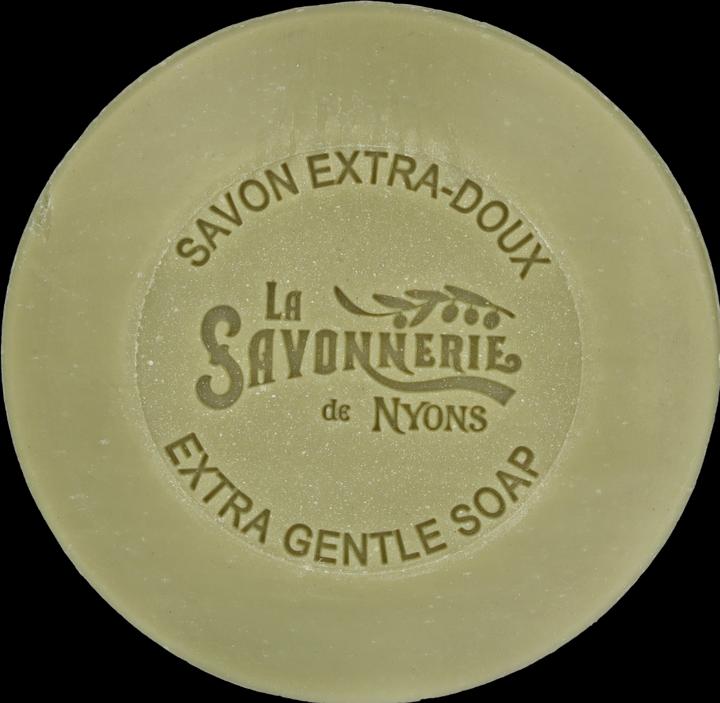 SAVON EXTRA-DOUX
LA
SAVONNERIE
de NYONS
EXTRA GENTLE SOAP